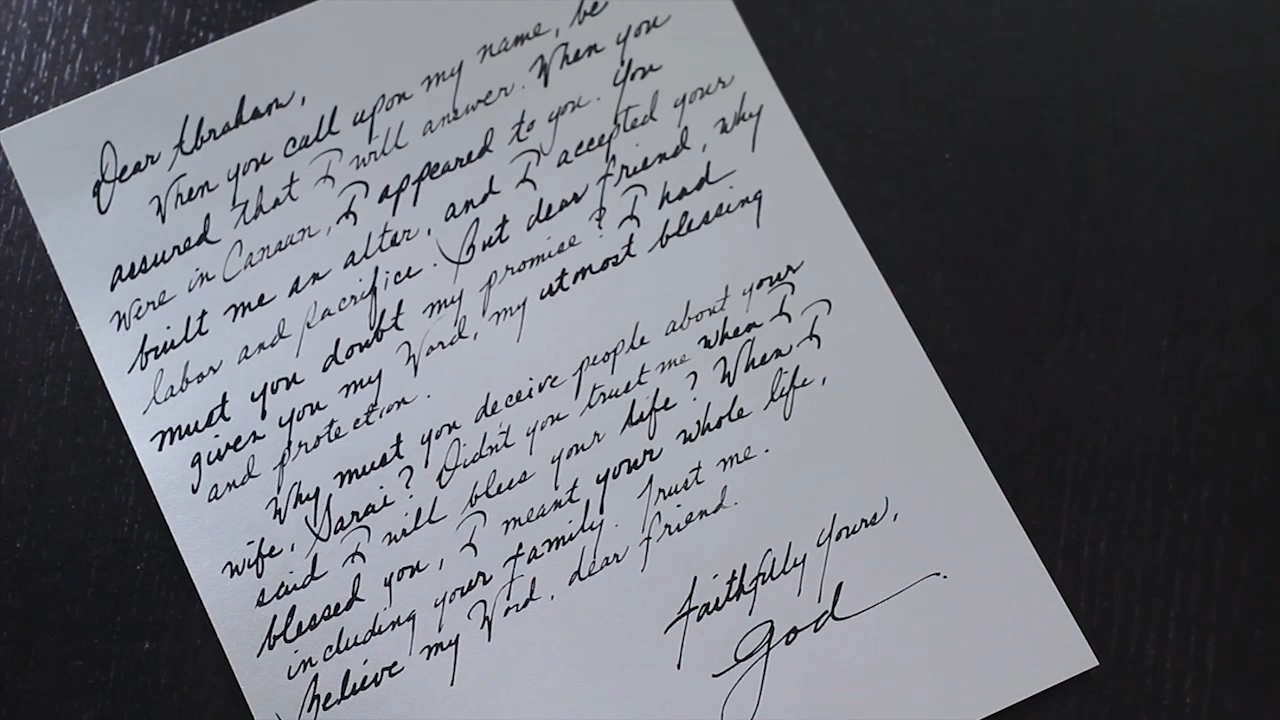 Dear Abraham,
When you call upon my name, be
assured that I will answer. When you
were in Canaan, I appeared to you. You
built me an alter, and I accepted your
labor and sacrifice. But dear friend, why
must you doubt my promise? I had
given you my Word, my utmost blessing
and protection.
Why must you deceive people about your
wife, Sarai? Didn't you trust me when I
said I will bless your life? When I
blessed you, I meant your whole life,
including your family. Trust me.
Believe my Word, dear friend.
Faithfully Yours,
God